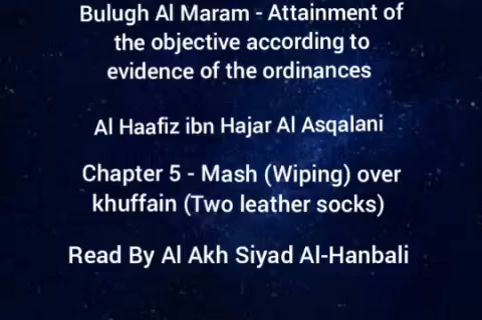 Bulugh Al Maram - Attainment of
the objective according to
evidence of the ordinances
Al Haafiz ibn Hajar Al Asqalani
Chapter 5 - Mash (Wiping) over
khuffain (Two leather socks)
Read By Al Akh Siyad Al-Hanbali